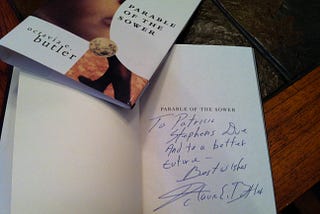 PARABLE
OF THE
SOWER
octavia e.
butler
PARABLE OF THE SOWER
To Patricia
Stephens Due
And to a better
Future —
Best wishes
Octavia E. Butler